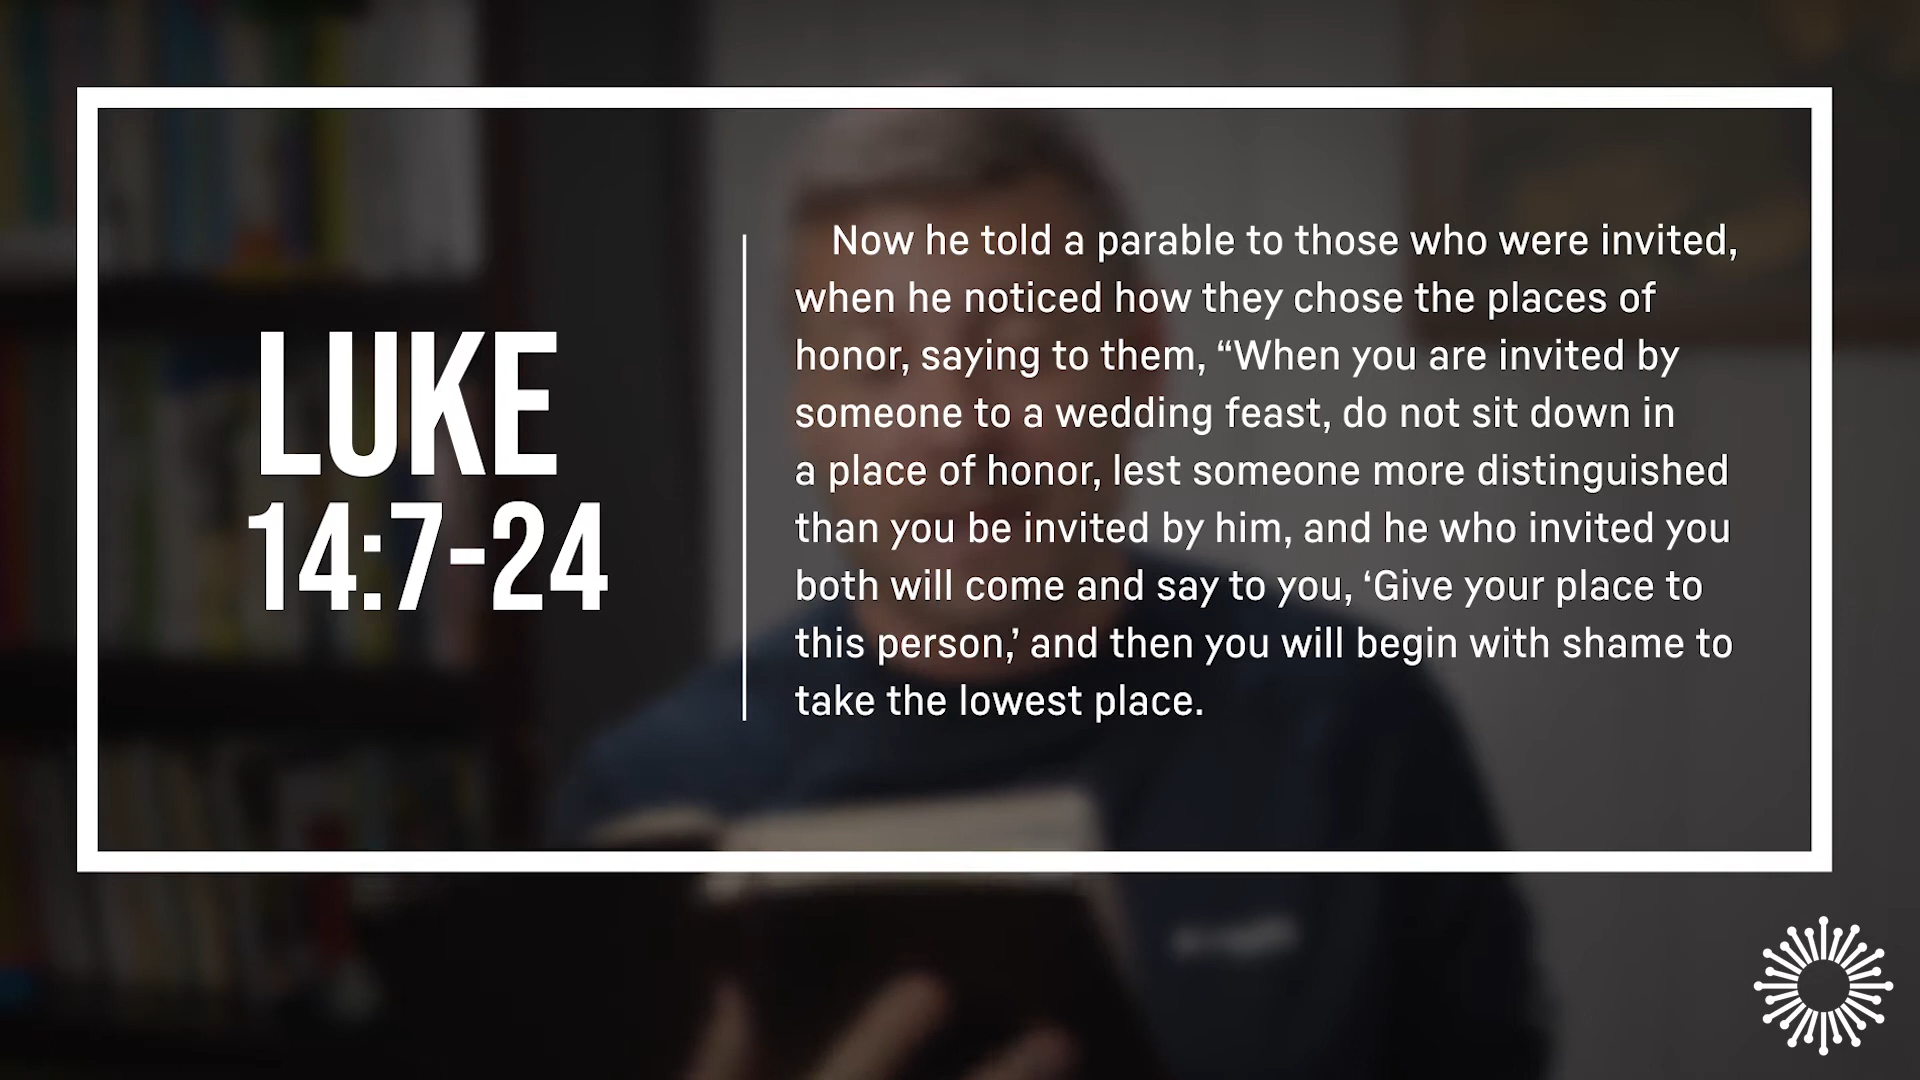 LUKE
14:7-24
Now he told a parable to those who were invited,
when he noticed how they chose the places of
honor, saying to them, “When you are invited by
someone to a wedding feast, do not sit down in
a place of honor, lest someone more distinguished
than you be invited by him, and he who invited you
both will come and say to you, ‘Give your place to
this person,’ and then you will begin with shame to
take the lowest place.